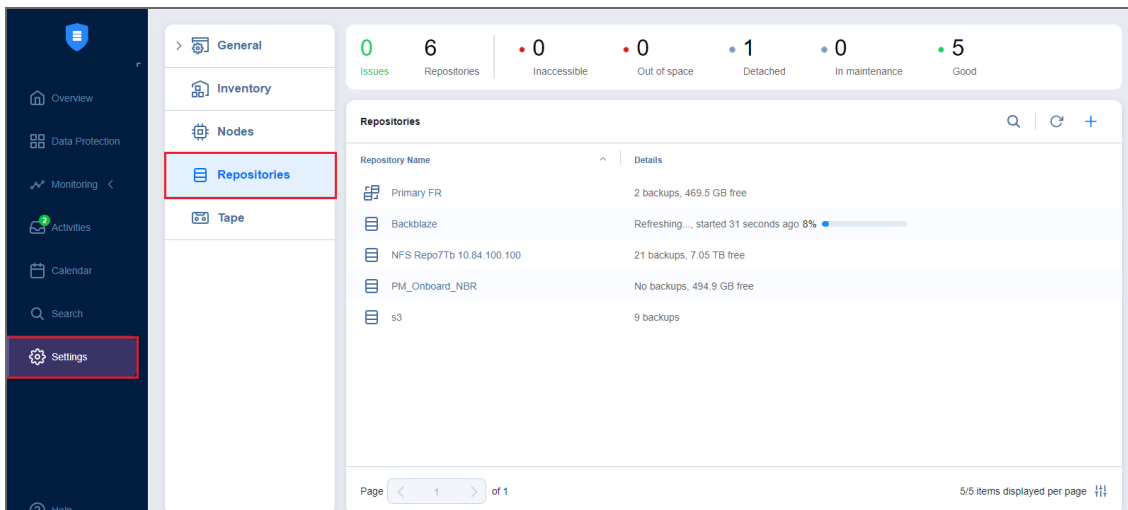 Overview
Data Protection
Monitoring
2
Activities
Calendar
Search
Settings
Help
General
Inventory
Nodes
Repositories
Tape
0 6 0 0 1 0 5
Issues Repositories Inaccessible Out of space Detached In maintenance Good
Repositories
Repository Name Details
Primary FR 2 backups, 469.5 GB free
Backblaze Refreshing..., started 31 seconds ago 8%
NFS Repo7Tb 10.84.100.100 21 backups, 7.05 TB free
PM_Onboard_NBR No backups, 494.9 GB free
s3 9 backups
Page 1 of 1 5/5 items displayed per page